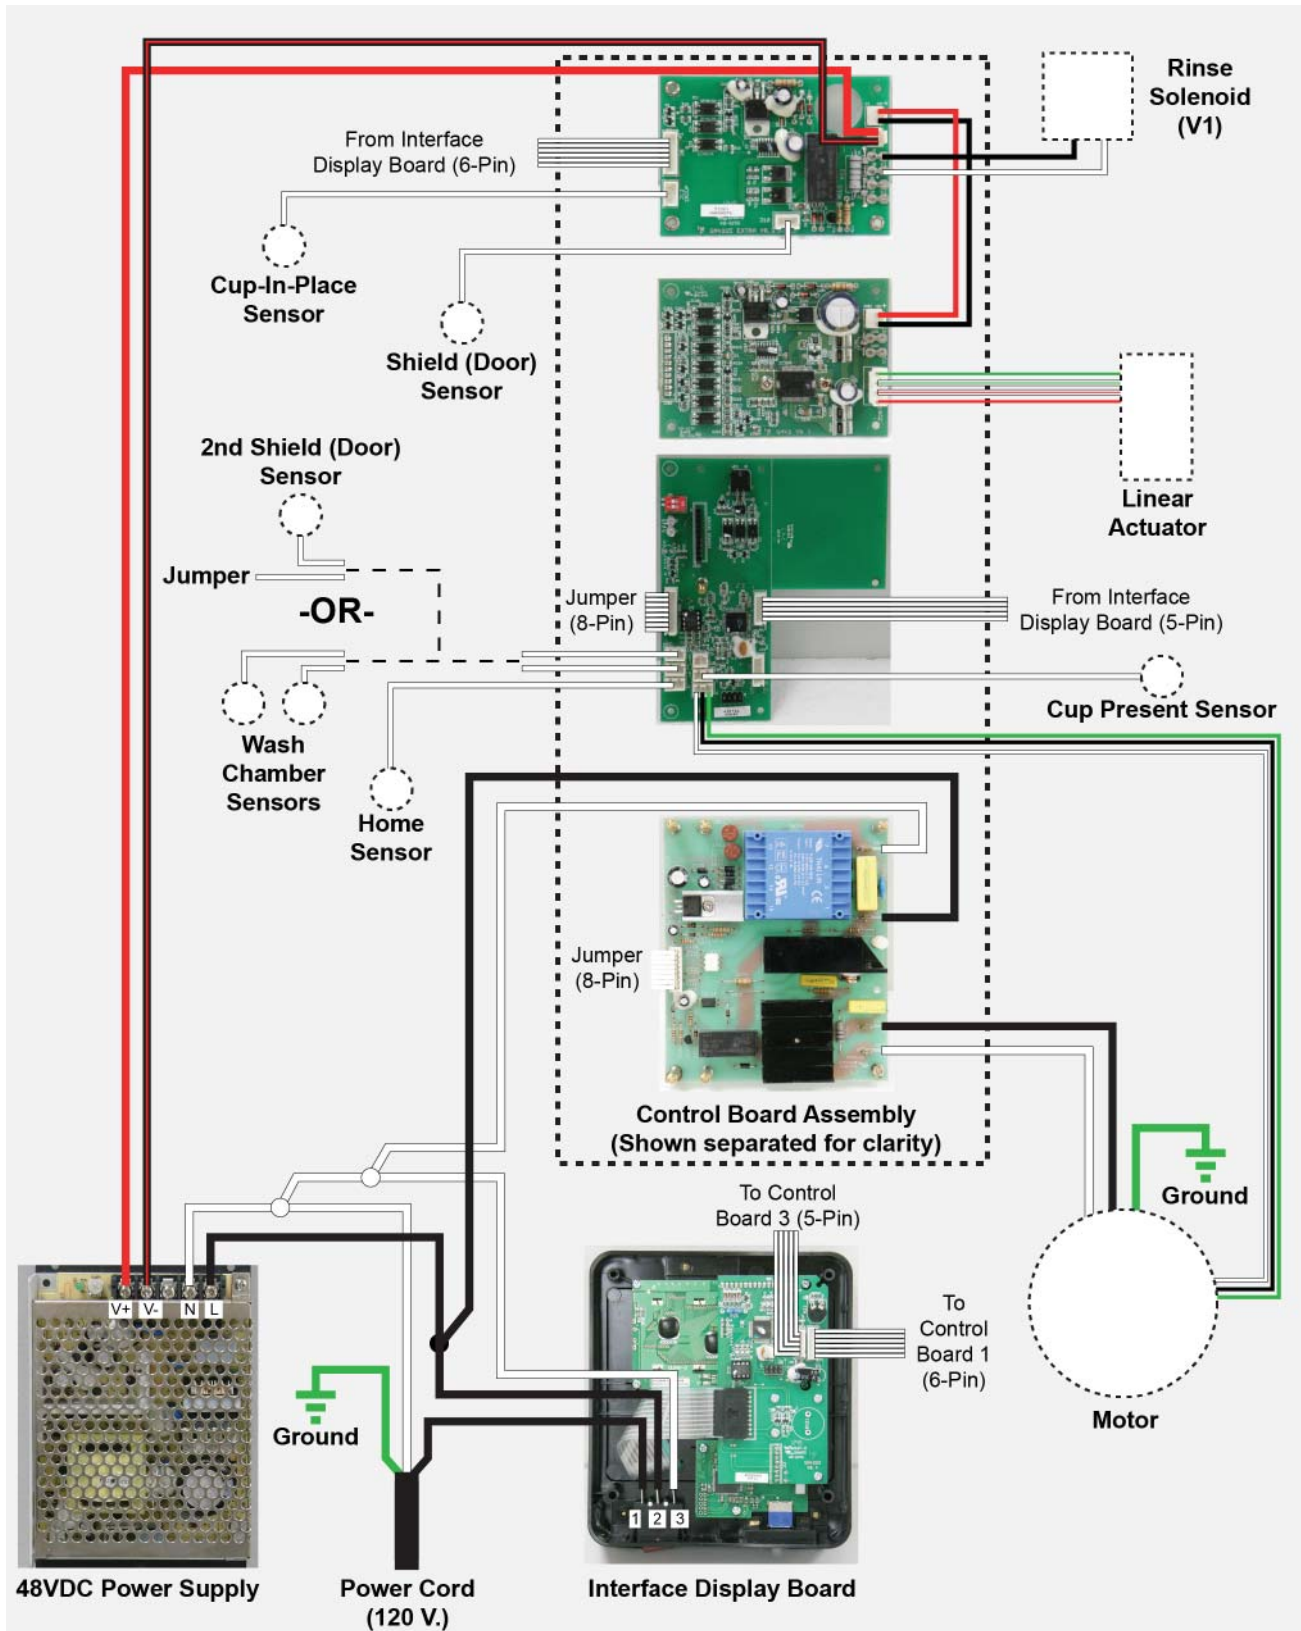 Rinse
Solenoid
(V1)
From Interface
Display Board (6-Pin)
Cup-In-Place
Sensor
Shield (Door)
Sensor
2nd Shield (Door)
Sensor
Jumper
-OR-
Linear
Actuator
Jumper
(8-Pin)
From Interface
Display Board (5-Pin)
Cup Present Sensor
Wash
Chamber
Sensors
Home
Sensor
Jumper
(8-Pin)
Control Board Assembly
(Shown separated for clarity)
To Control
Board 3 (5-Pin)
Ground
V+ V- N L
To
Control
Board 1
(6-Pin)
Ground
Motor
1 2 3
48VDC Power Supply
Power Cord
(120 V.)
Interface Display Board